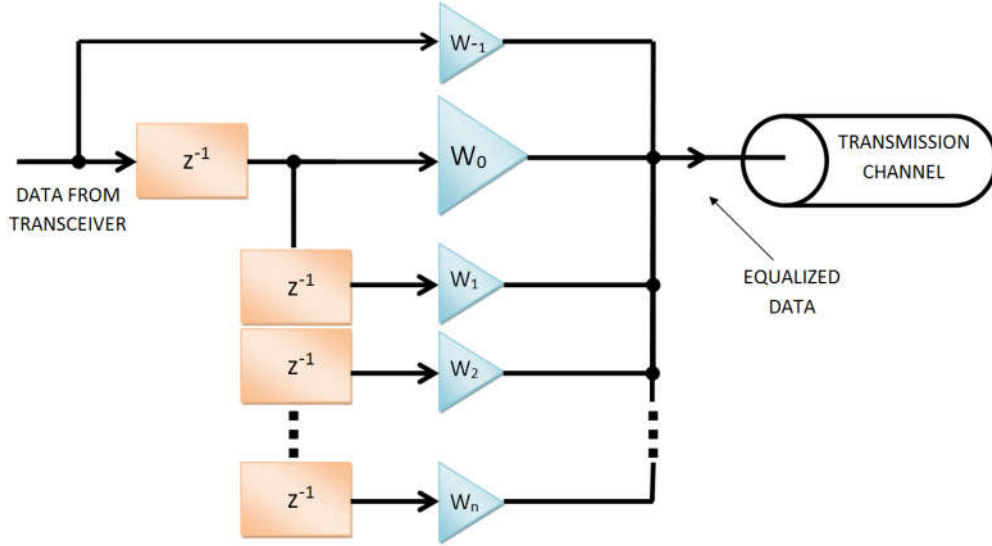 W-1
z-1
W0
TRANSMISSION
CHANNEL
DATA FROM
TRANSCEIVER
z-1
W1
EQUALIZED
DATA
z-1
W2
z-1
Wn